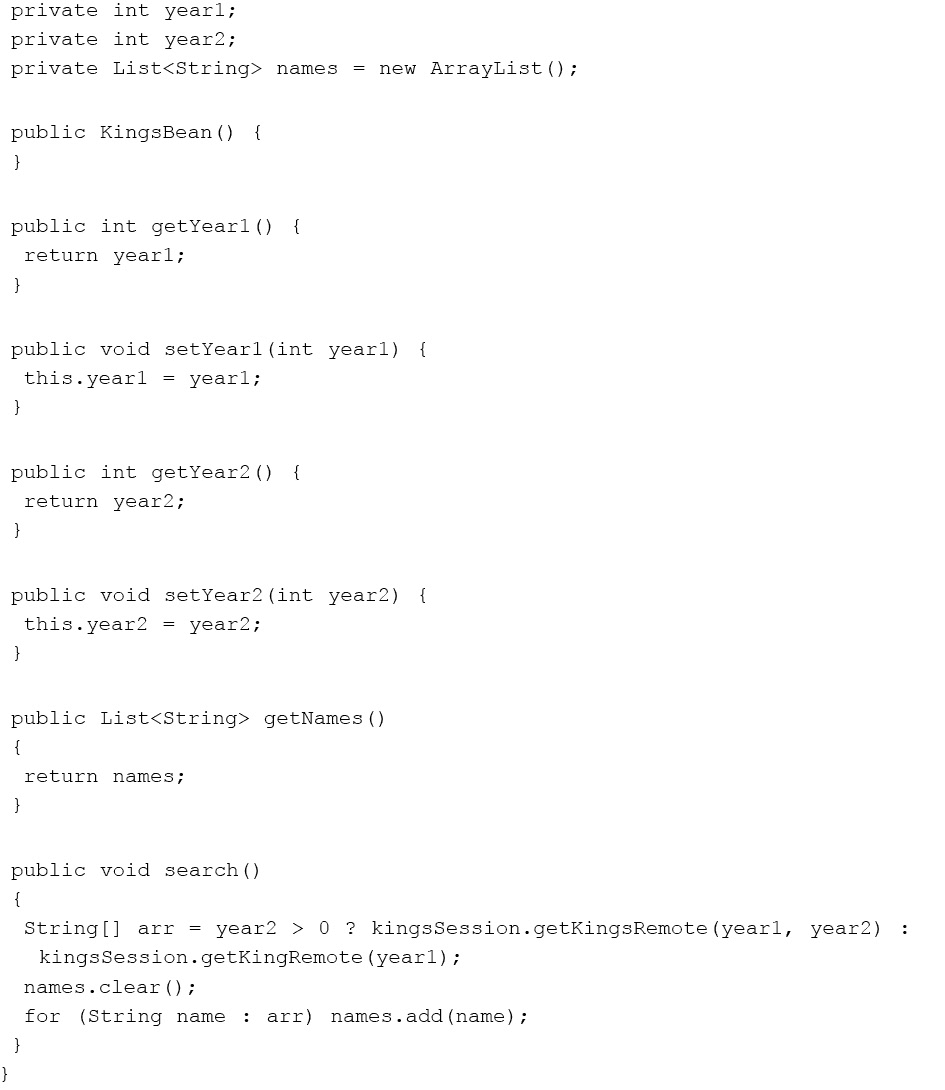 private int year1;
private int year2;
private List<String> names = new ArrayList();
public KingsBean() {
}
public int getYear1() {
return year1;
}
public void setYear1(int year1) {
this.year1 = year1;
}
public int getYear2() {
return year2;
}
public void setYear2(int year2) {
this.year2 = year2;
}
public List<String> getNames()
{
return names;
}
public void search()
{
String[] arr = year2 > 0 ? kingsSession.getKingsRemote(year1, year2) :
kingsSession.getKingRemote(year1);
names.clear();
for (String name : arr) names.add(name);
}
}